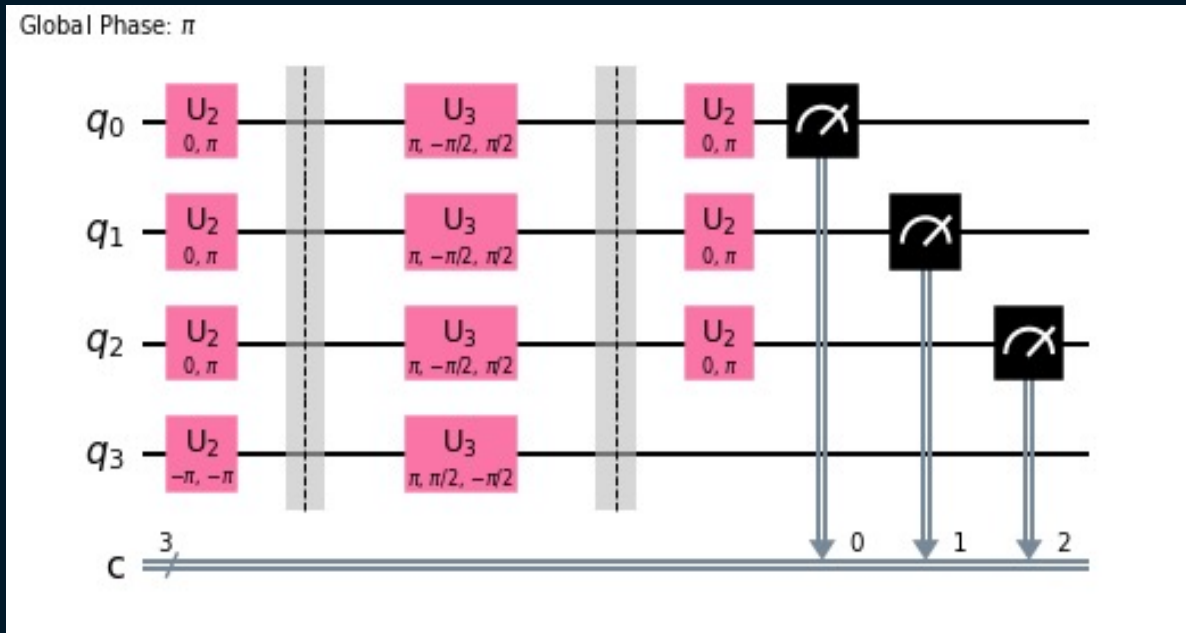 Global Phase: π
q0 U2 U3 U2
0, π π, −π/2, π/2 0, π
q1 U2 U3 U2
0, π π, −π/2, π/2 0, π
q2 U2 U3 U2
0, π π, −π/2, π/2 0, π
q3 U2 U3
−π, −π π, π/2, −π/2
3 0 1 2
c